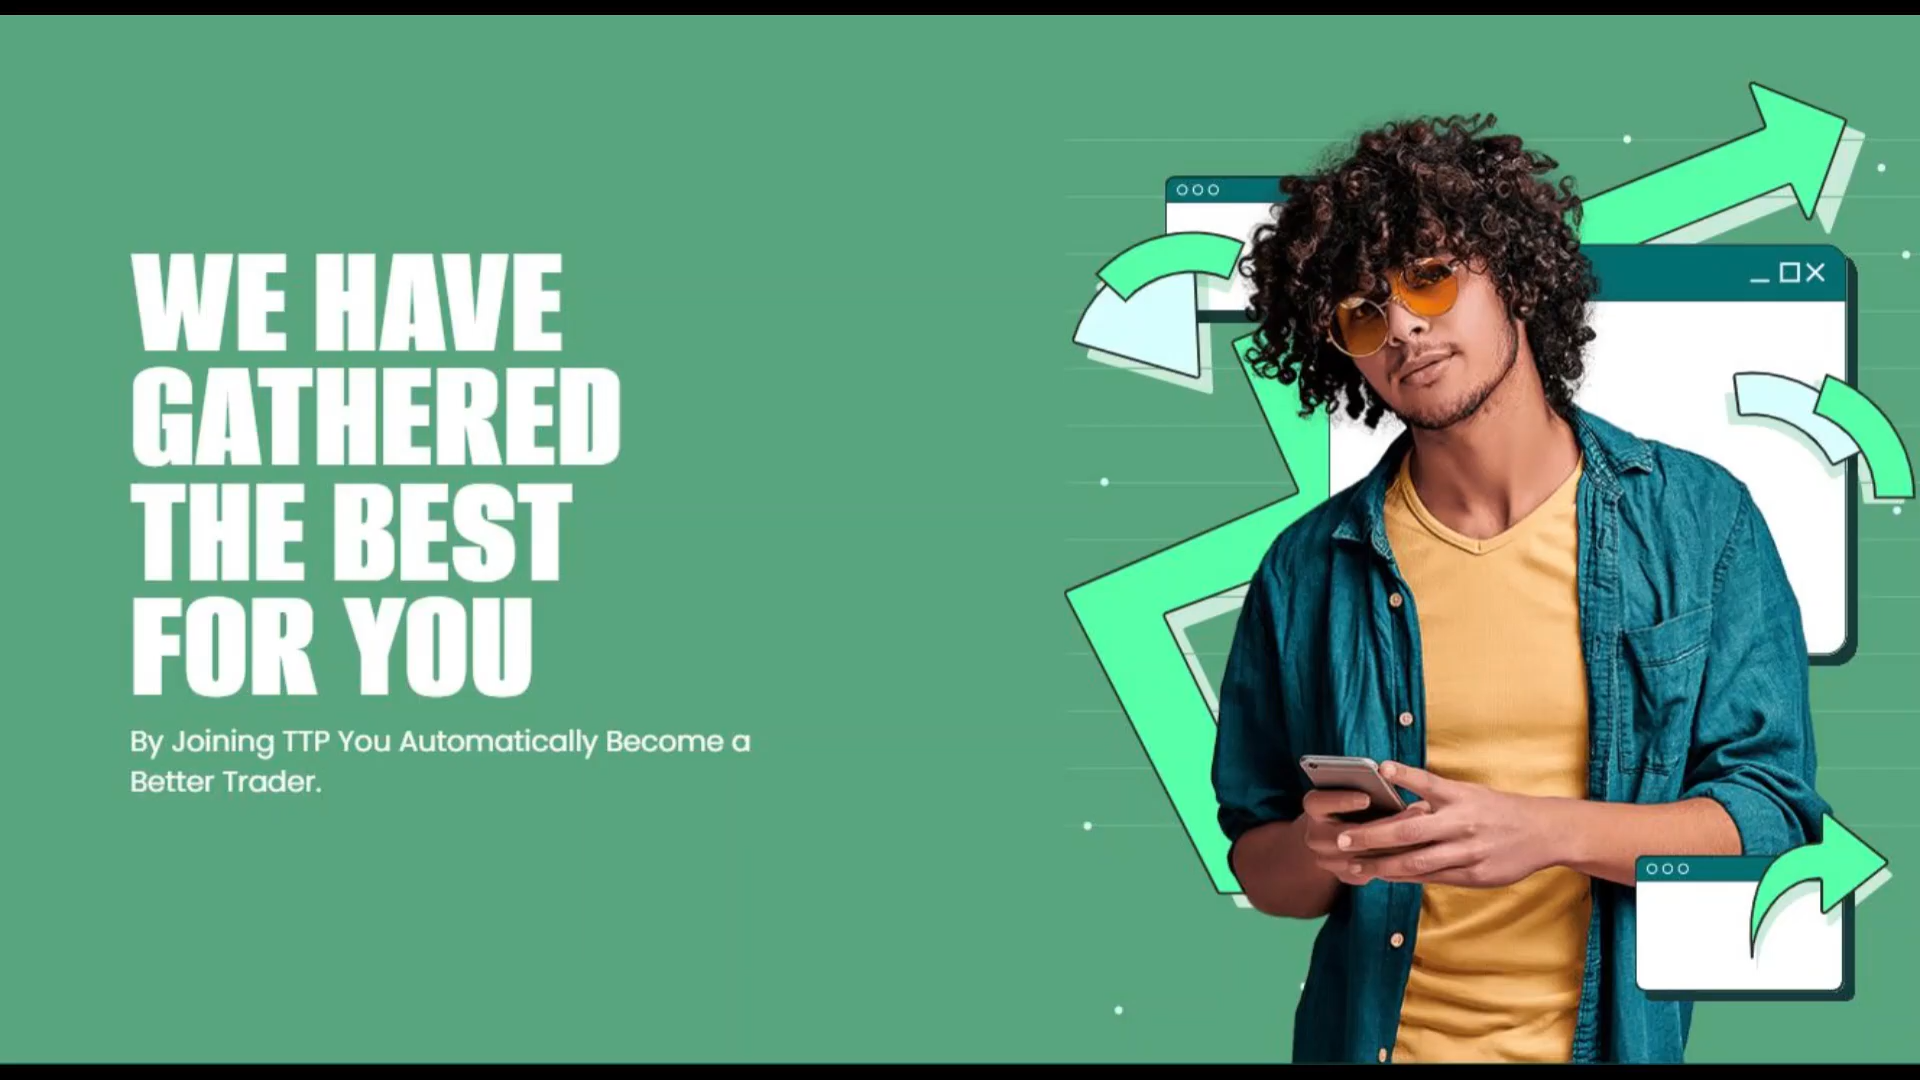 WE HAVE
GATHERED
THE BEST
FOR YOU
By Joining TTP You Automatically Become a
Better Trader.